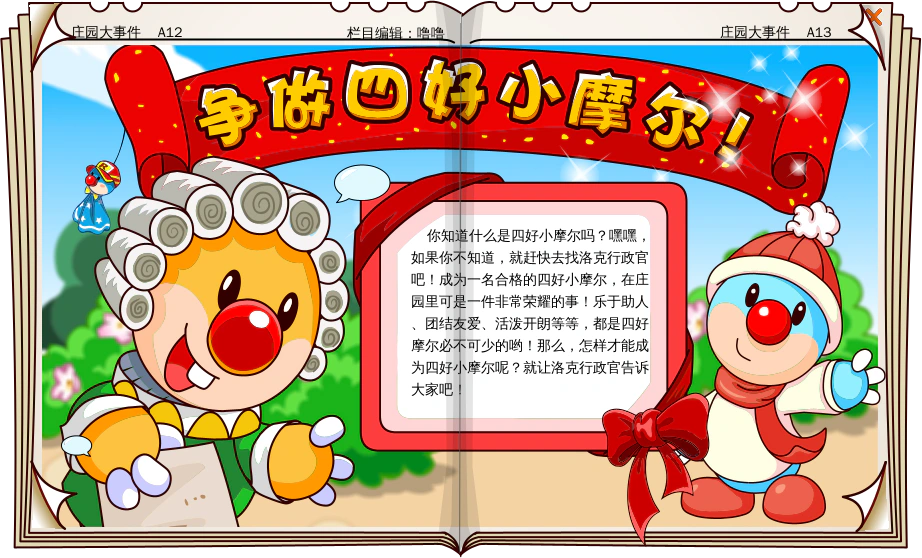 庄园大事件 A12
栏目编辑：噜噜
庄园大事件 A13
争做四好小摩尔！
你知道什么是四好小摩尔吗？嘿嘿，
如果你不知道，就赶快去找洛克行政官
吧！成为一名合格的四好小摩尔，在庄
园里可是一件非常荣耀的事！乐于助人
、团结友爱、活泼开朗等等，都是四好
摩尔必不可少的哟！那么，怎样才能成
为四好小摩尔呢？就让洛克行政官告诉
大家吧！